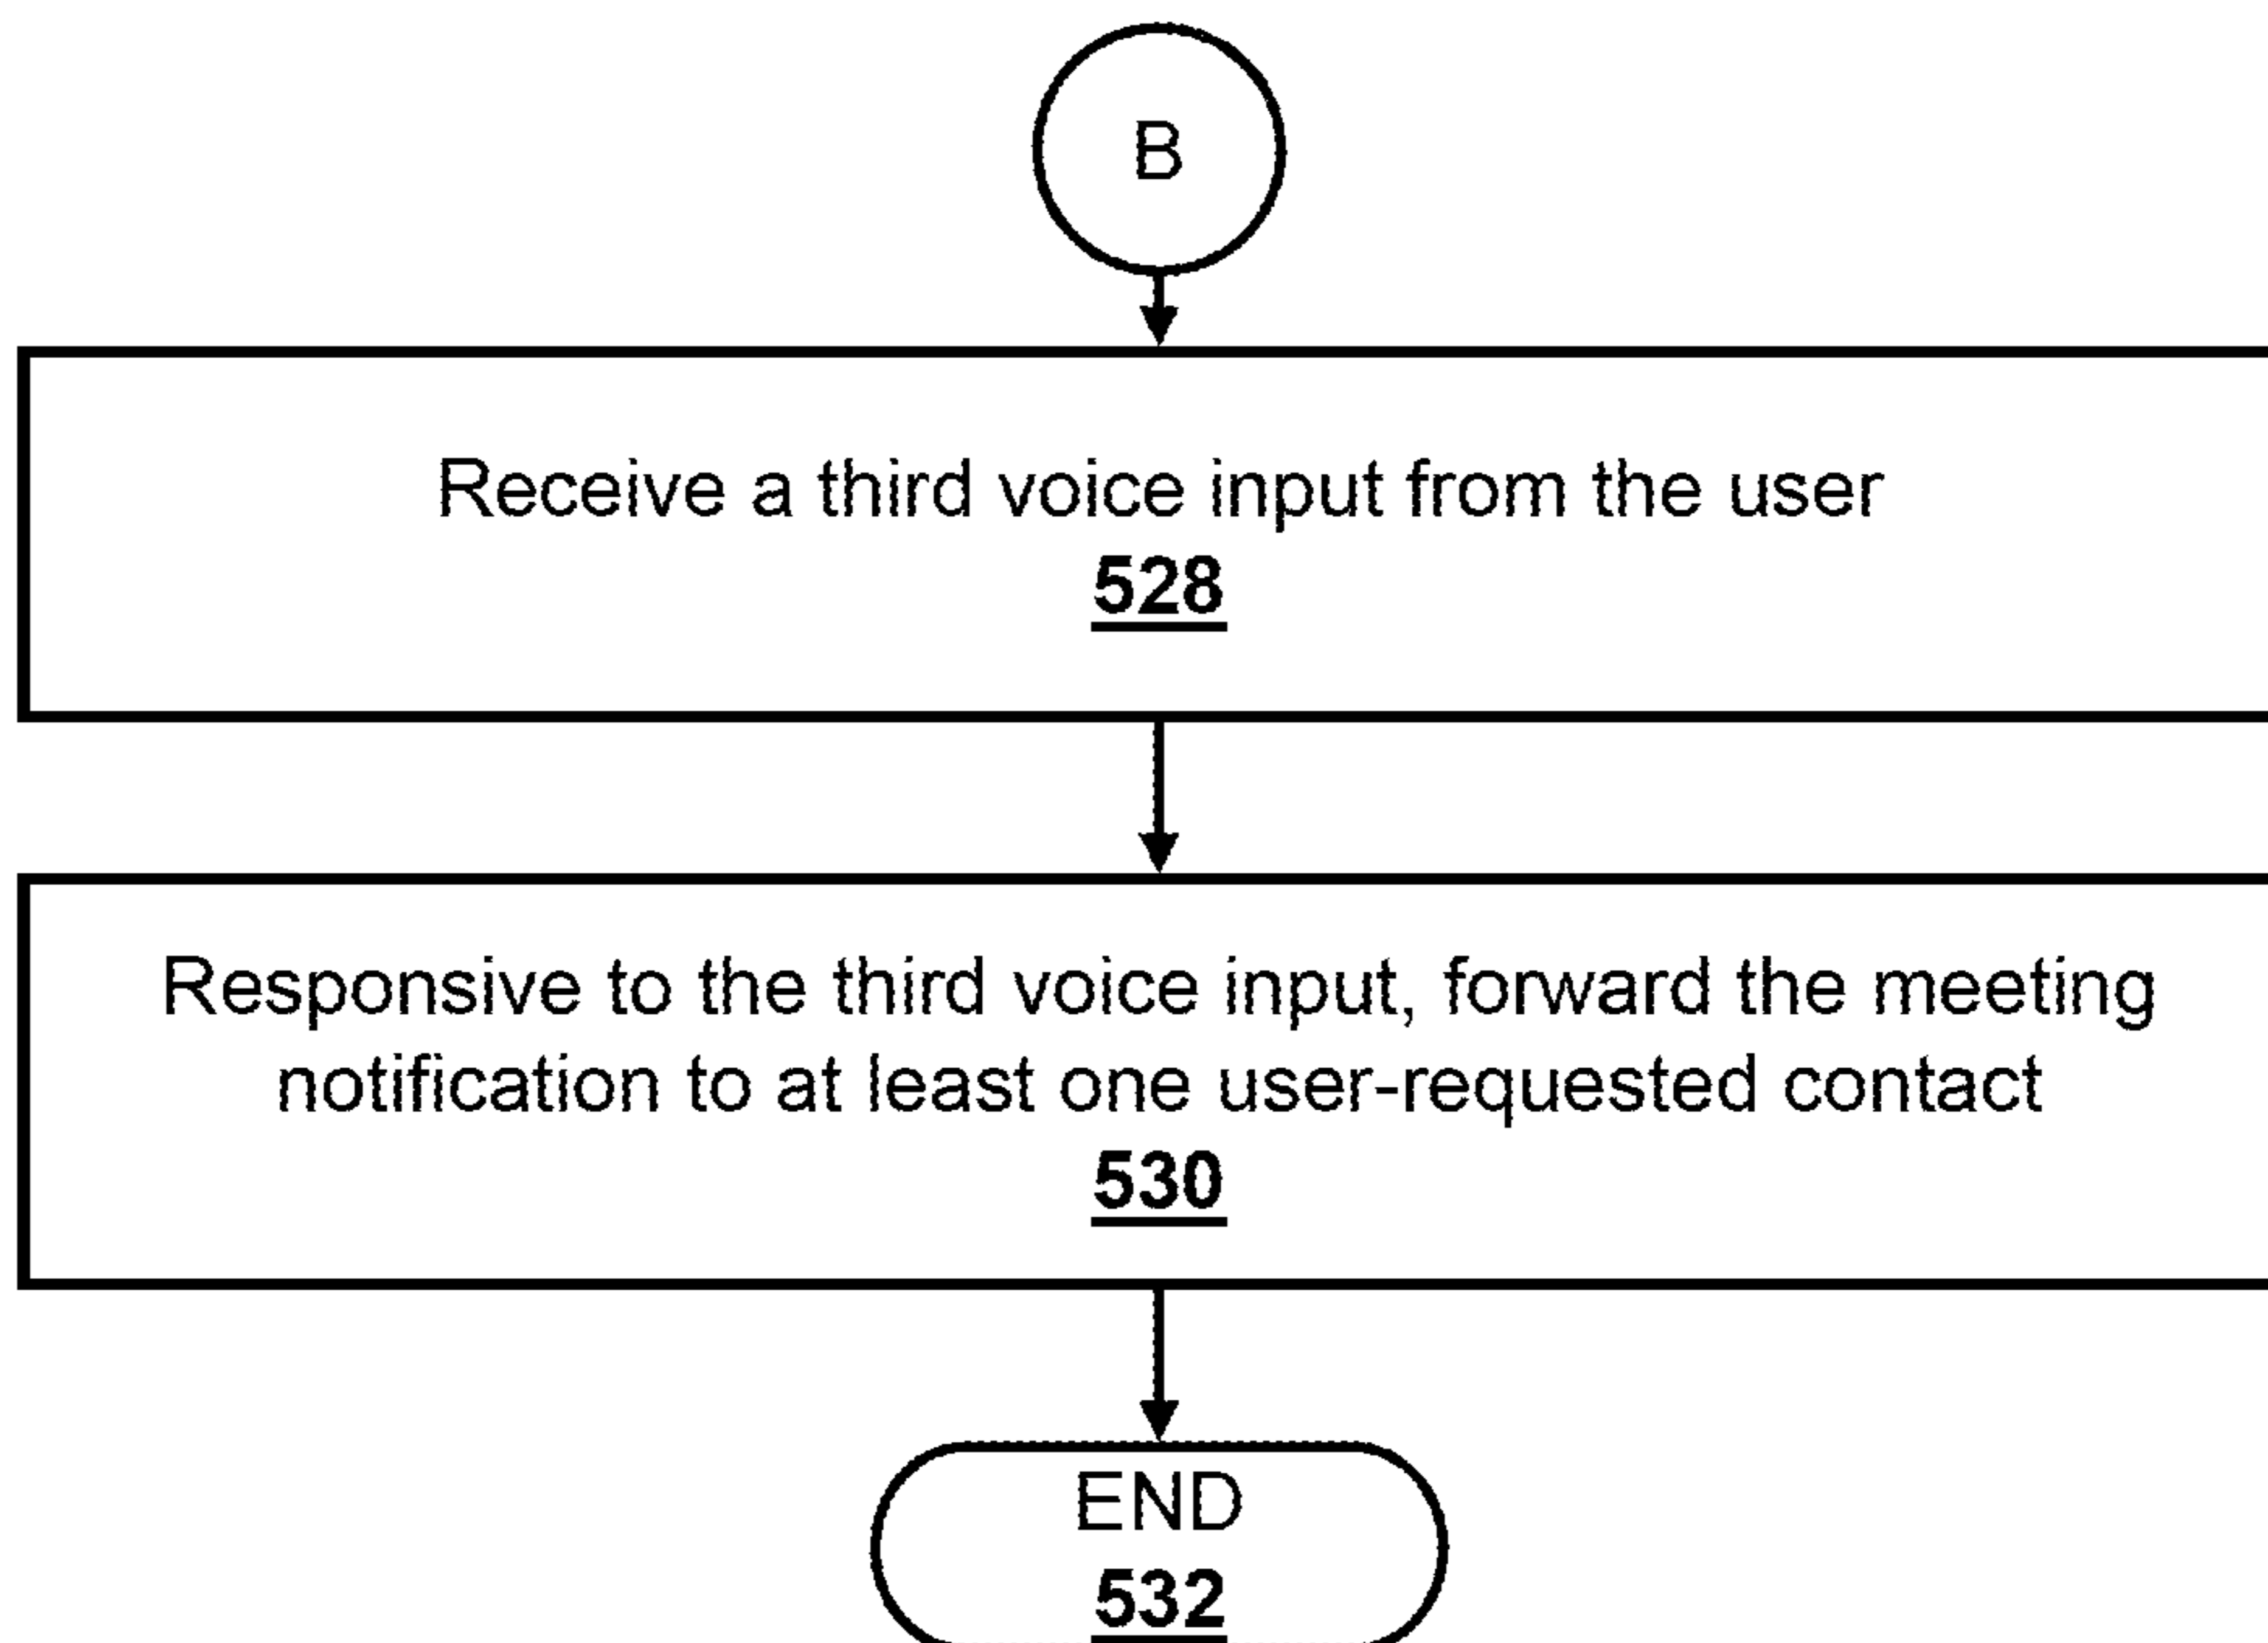 B
Receive a third voice input from the user
528
Responsive to the third voice input, forward the meeting
notification to at least one user-requested contact
530
END
532